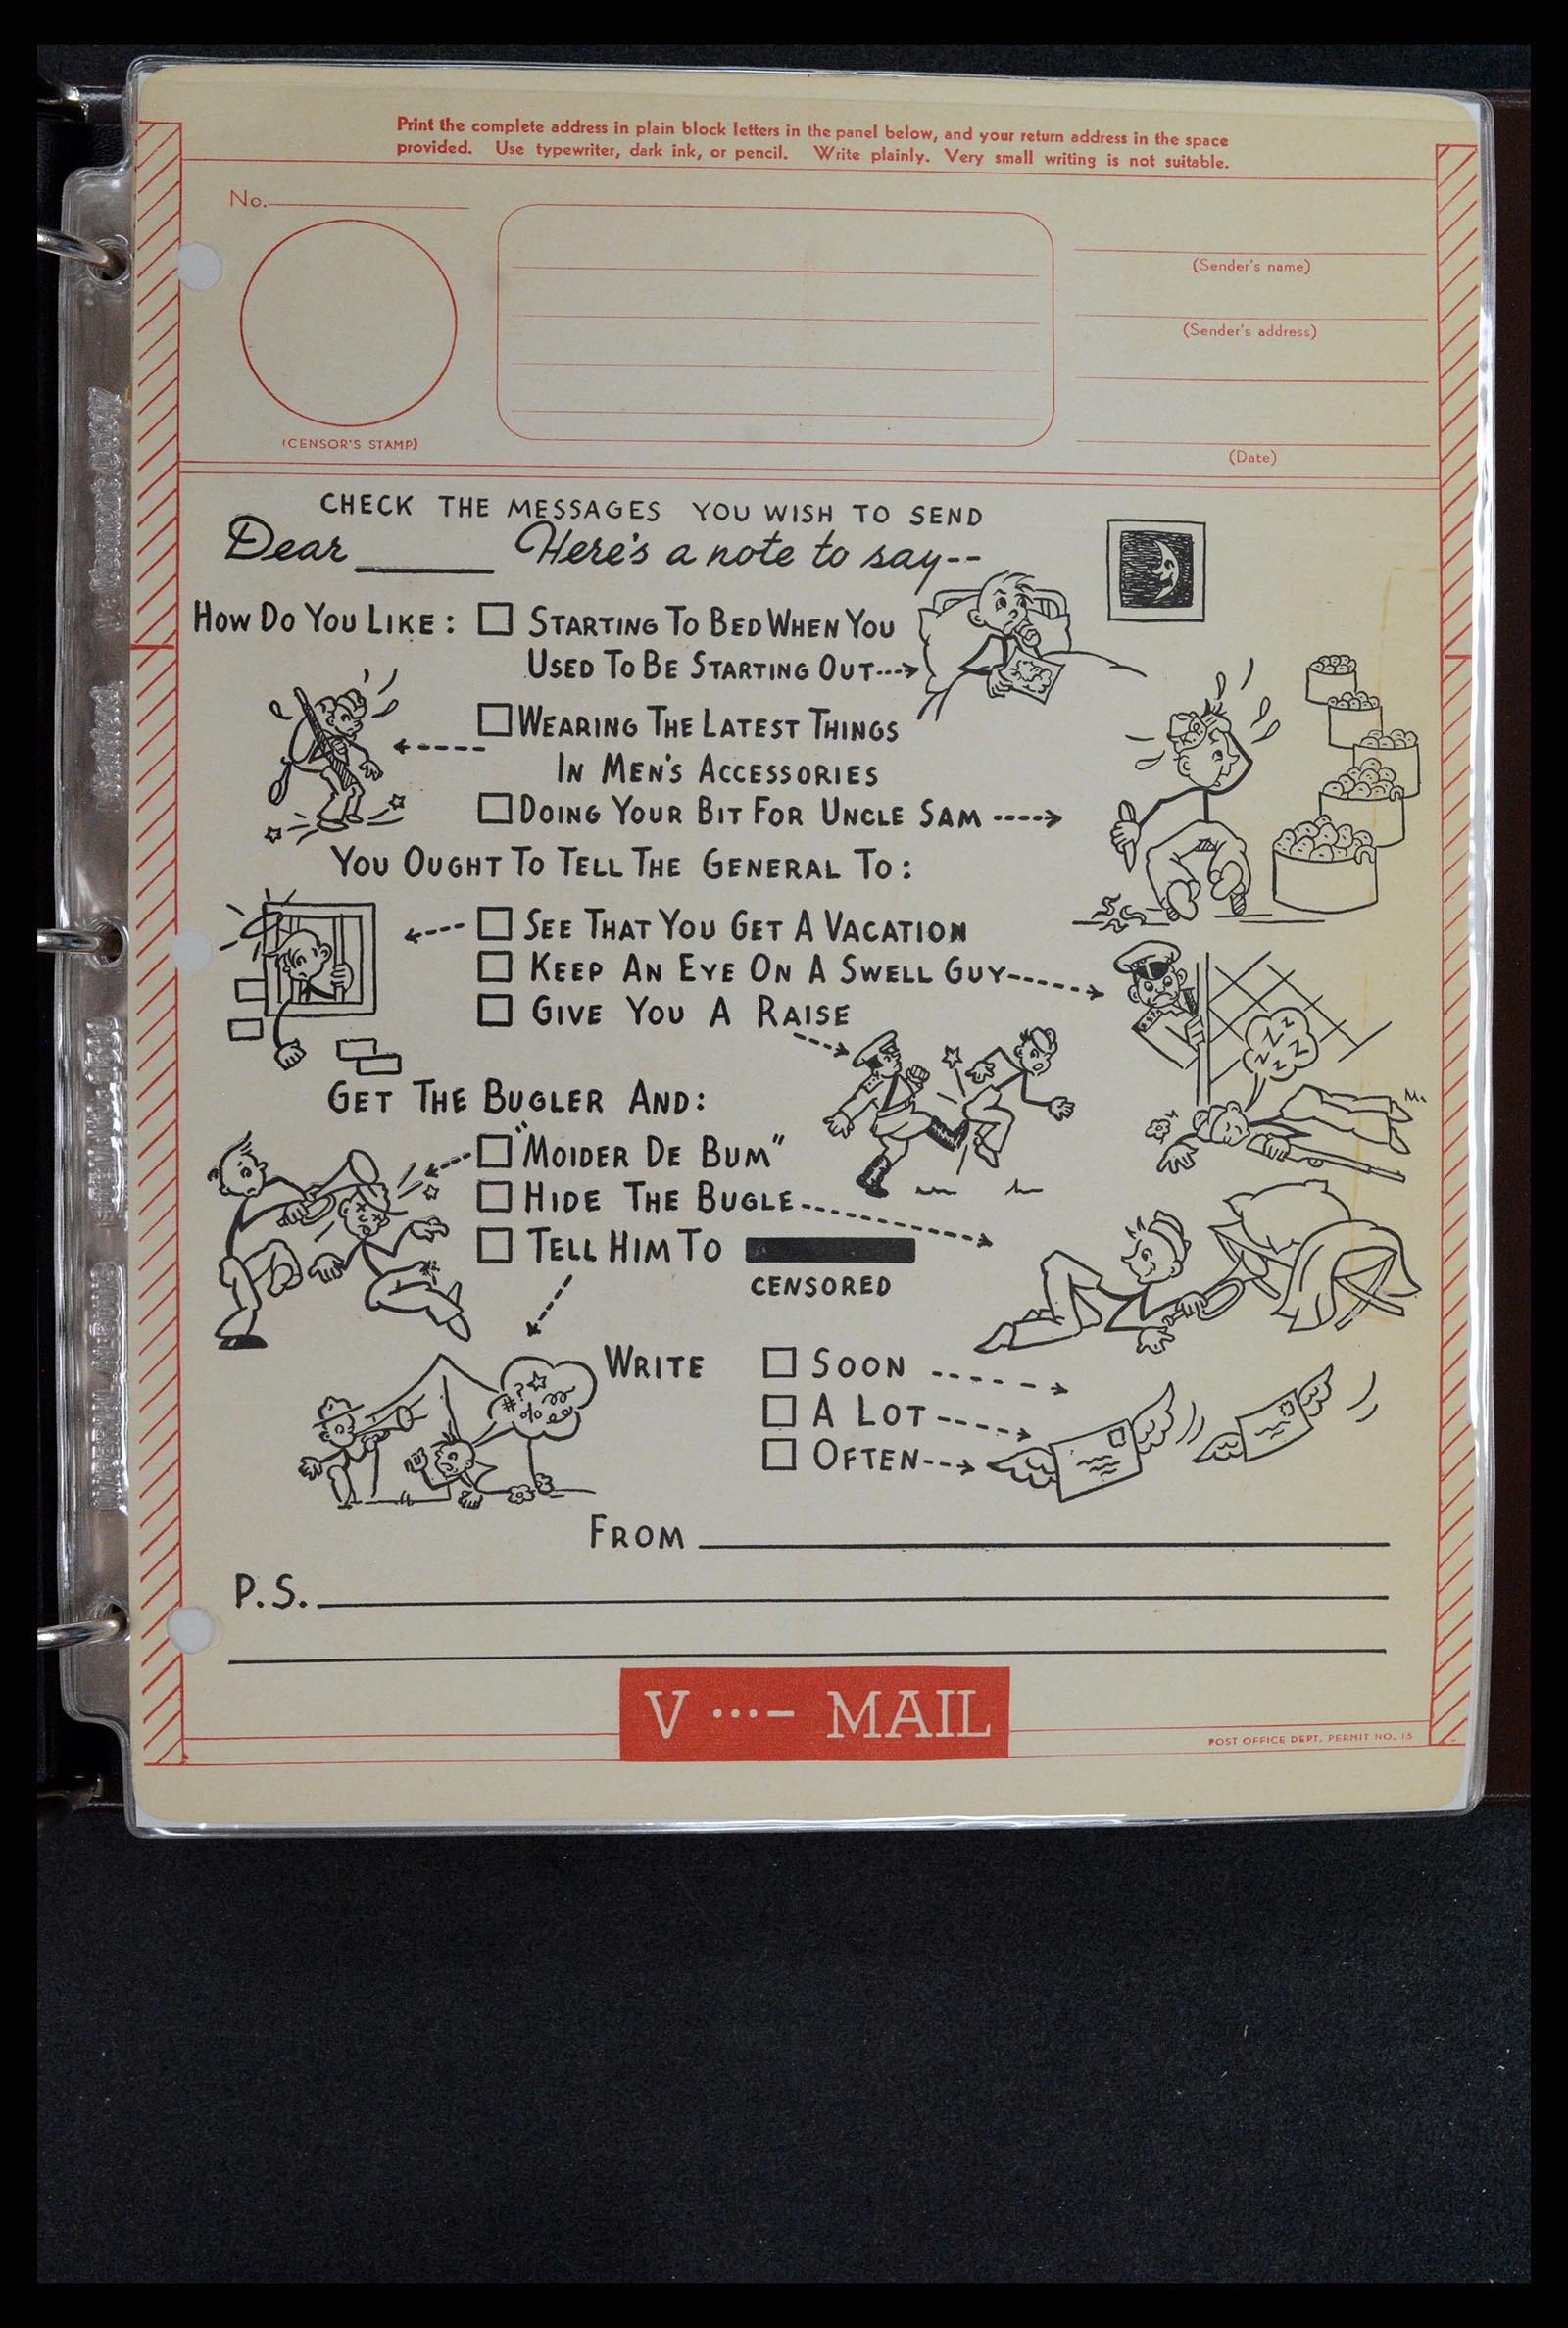 Print the complete address in plain block letters in the panel below, and your return address in the space
provided. Use typewriter, dark ink, or pencil. Write plainly. Very small writing is not suitable.
No.
(CENSOR'S STAMP)
(Sender's name)
(Sender's address)
(Date)
CHECK THE MESSAGES YOU WISH TO SEND
Dear ______ Here's a note to say--
HOW DO YOU LIKE: STARTING TO BED WHEN YOU
USED TO BE STARTING OUT
WEARING THE LATEST THINGS
IN MEN'S ACCESSORIES
DOING YOUR BIT FOR UNCLE SAM
YOU OUGHT TO TELL THE GENERAL TO:
SEE THAT YOU GET A VACATION
KEEP AN EYE ON A SWELL GUY
GIVE YOU A RAISE
Z Z Z Z Z
GET THE BUGLER AND:
"MOIDER DE BUM"
HIDE THE BUGLE
TELL HIM TO
CENSORED
#?
%
WRITE SOON
A LOT
OFTEN
FROM
P.S.
V ...- MAIL
POST OFFICE DEPT. PERMIT NO. 15